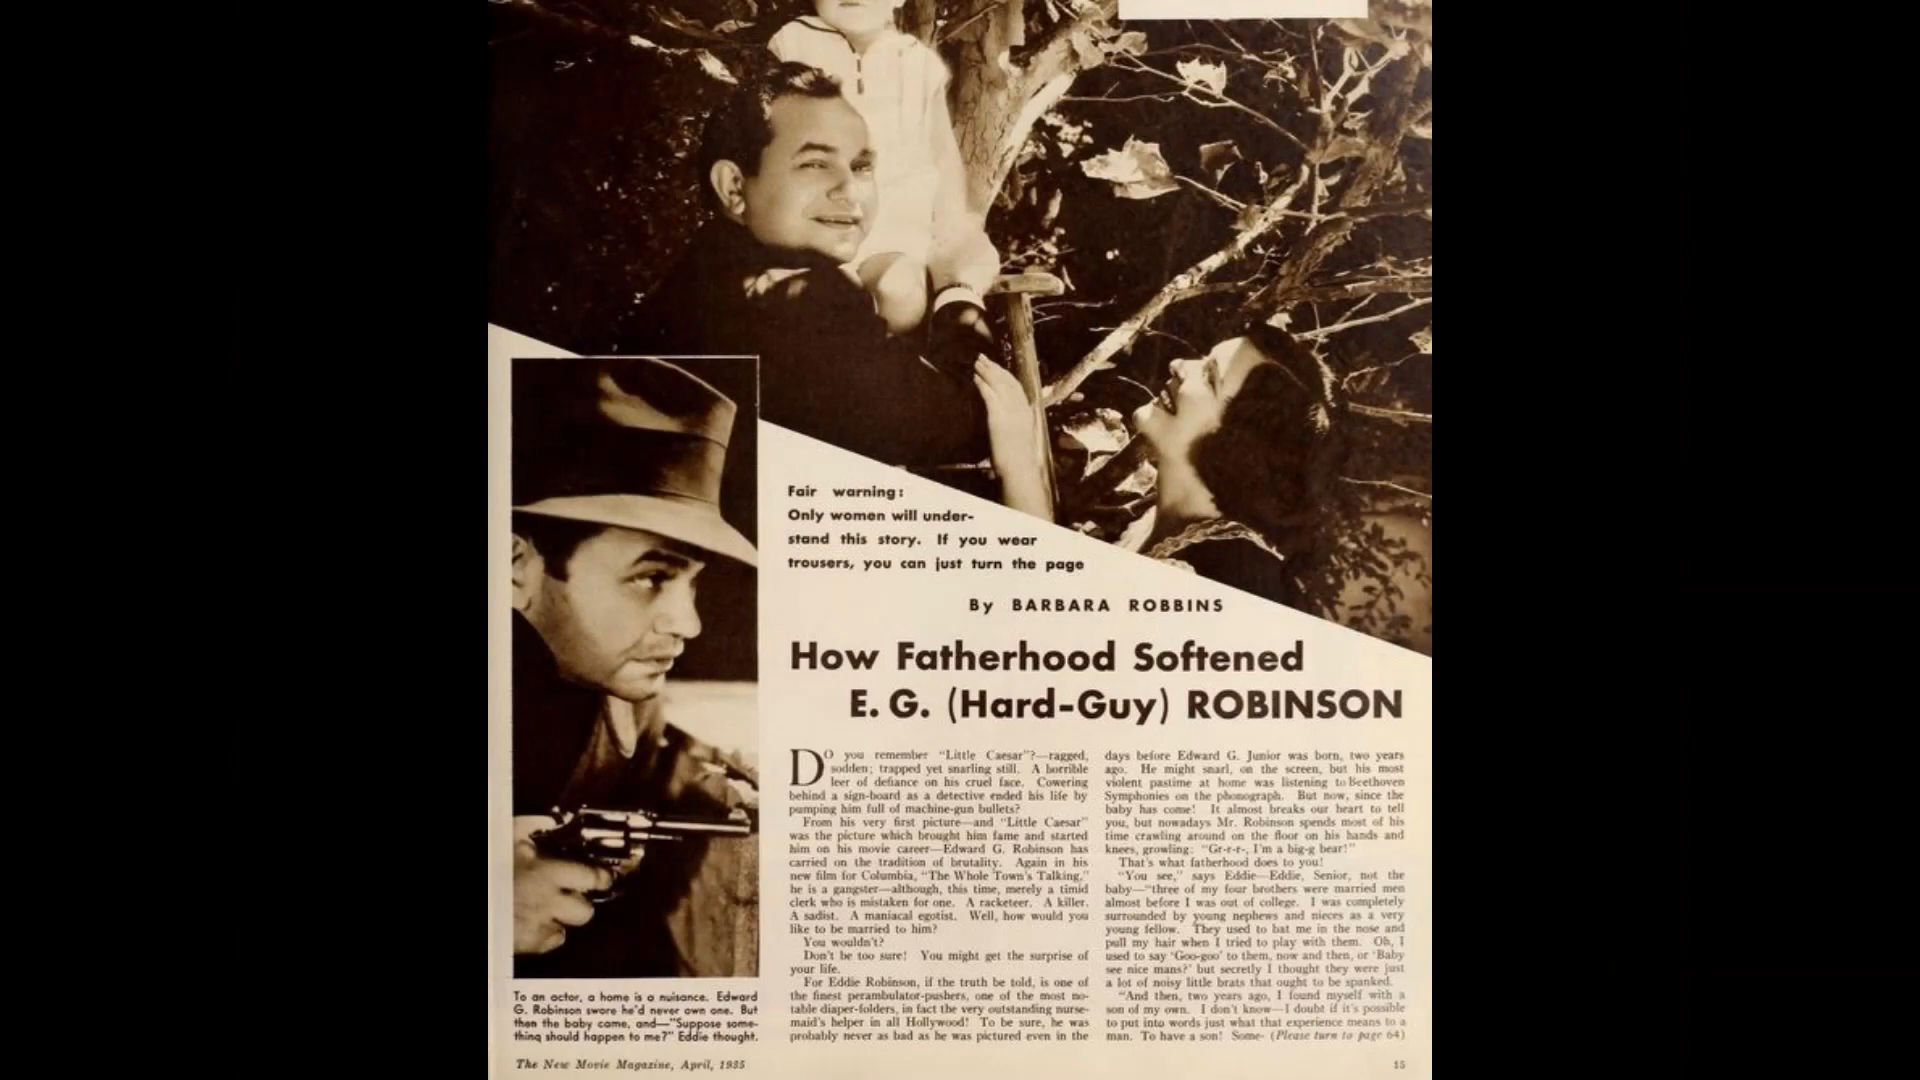 Fair warning:
Only women will under-
stand this story. If you wear
trousers, you can just turn the page
By BARBARA ROBBINS
How Fatherhood Softened
E. G. (Hard-Guy) ROBINSON
DO you remember "Little Caesar"?—ragged,
sodden; trapped yet snarling still. A horrible
leer of defiance on his cruel face. Cowering
behind a sign-board as a detective ended his life by
pumping him full of machine-gun bullets?
From his very first picture—and "Little Caesar"
was the picture which brought him fame and started
him on his movie career—Edward G. Robinson has
carried on the tradition of brutality. Again in his
new film for Columbia, "The Whole Town's Talking,"
he is a gangster—although, this time, merely a timid
clerk who is mistaken for one. A racketeer. A killer.
A sadist. A maniacal egotist. Well, how would you
like to be married to him?
You wouldn't?
Don't be too sure! You might get the surprise of
your life.
For Eddie Robinson, if the truth be told, is one of
the finest perambulator-pushers, one of the most no-
table diaper-folders, in fact the very outstanding nurse-
maid's helper in all Hollywood! To be sure, he was
probably never as bad as he was pictured even in the
days before Edward G. Junior was born, two years
ago. He might snarl, on the screen, but his most
violent pastime at home was listening to Beethoven
Symphonies on the phonograph. But now, since the
baby has come! It almost breaks our heart to tell
you, but nowadays Mr. Robinson spends most of his
time crawling around on the floor on his hands and
knees, growling: "Gr-r-r-, I'm a big-g bear!"
That's what fatherhood does to you!
"You see," says Eddie—Eddie, Senior, not the
baby—"three of my four brothers were married men
almost before I was out of college. I was completely
surrounded by young nephews and nieces as a very
young fellow. They used to bat me in the nose and
pull my hair when I tried to play with them. Oh, I
used to say 'Goo-goo' to them, now and then, or 'Baby
see nice mans?' but secretly I thought they were just
a lot of noisy little brats that ought to be spanked.
"And then, two years ago, I found myself with a
son of my own. I don't know—I doubt if it's possible
to put into words just what that experience means to a
man. To have a son! Some- (Please turn to page 64)
To an actor, a home is a nuisance. Edward
G. Robinson swore he'd never own one. But
then the baby came, and—"Suppose some-
thing should happen to me?" Eddie thought.
The New Movie Magazine, April, 1935
15